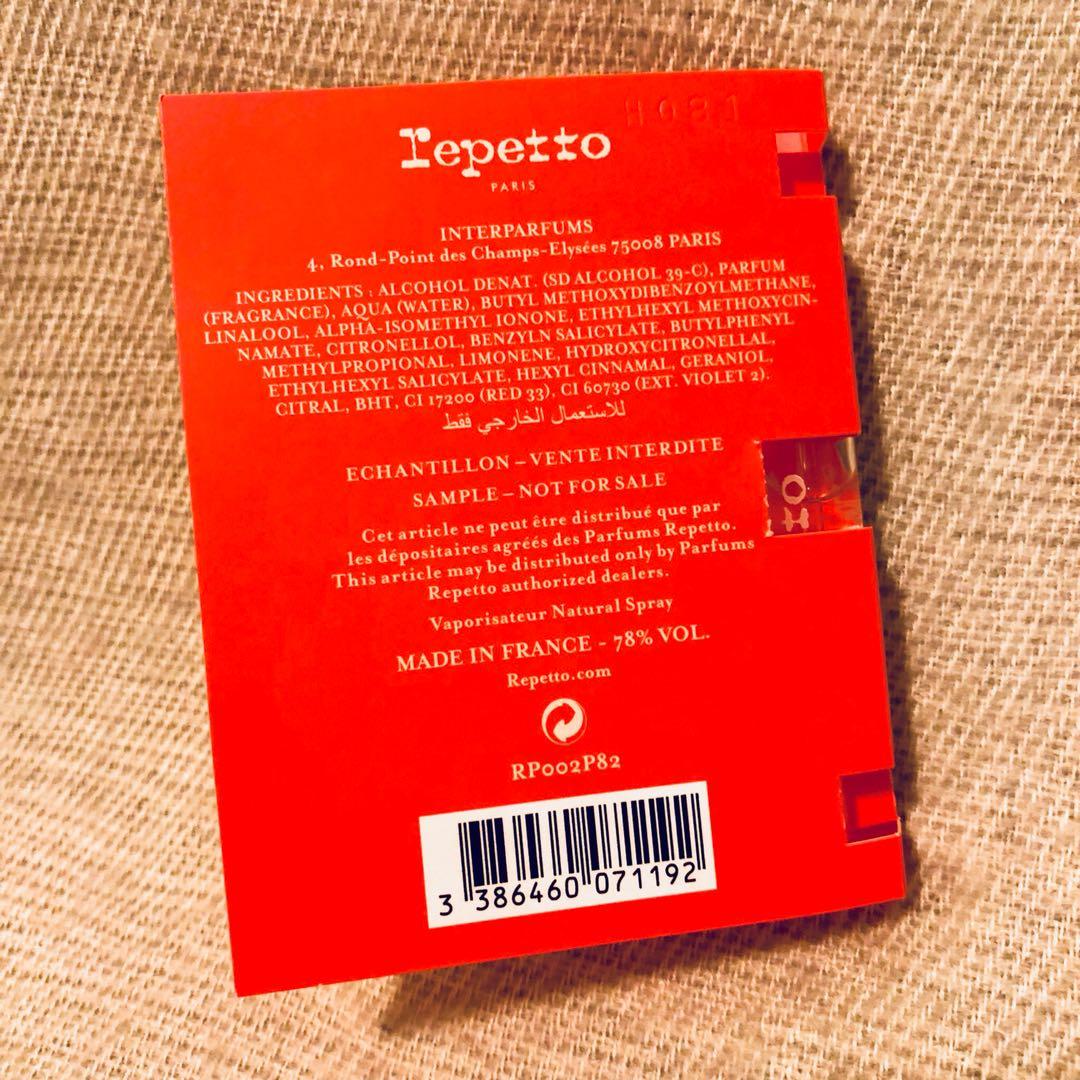 H081
repetto
PARIS
INTERPARFUMS
4, Rond-Point des Champs-Elysées 75008 PARIS
INGREDIENTS : ALCOHOL DENAT. (SD ALCOHOL 39-C), PARFUM
(FRAGRANCE), AQUA (WATER), BUTYL METHOXYDIBENZOYLMETHANE,
LINALOOL, ALPHA-ISOMETHYL IONONE, ETHYLHEXYL METHOXYCIN-
NAMATE, CITRONELLOL, BENZYLN SALICYLATE, BUTYLPHENYL
METHYLPROPIONAL, LIMONENE, HYDROXYCITRONELLAL,
ETHYLHEXYL SALICYLATE, HEXYL CINNAMAL, GERANIOL,
CITRAL, BHT, CI 17200 (RED 33), CI 60730 (EXT. VIOLET 2).
للاستعمال الخارجي فقط
ECHANTILLON – VENTE INTERDITE
SAMPLE – NOT FOR SALE
Cet article ne peut être distribué que par
les dépositaires agréés des Parfums Repetto.
This article may be distributed only by Parfums
Repetto authorized dealers.
Vaporisateur Natural Spray
MADE IN FRANCE - 78% VOL.
Repetto.com
RP002P82
3 386460 071192